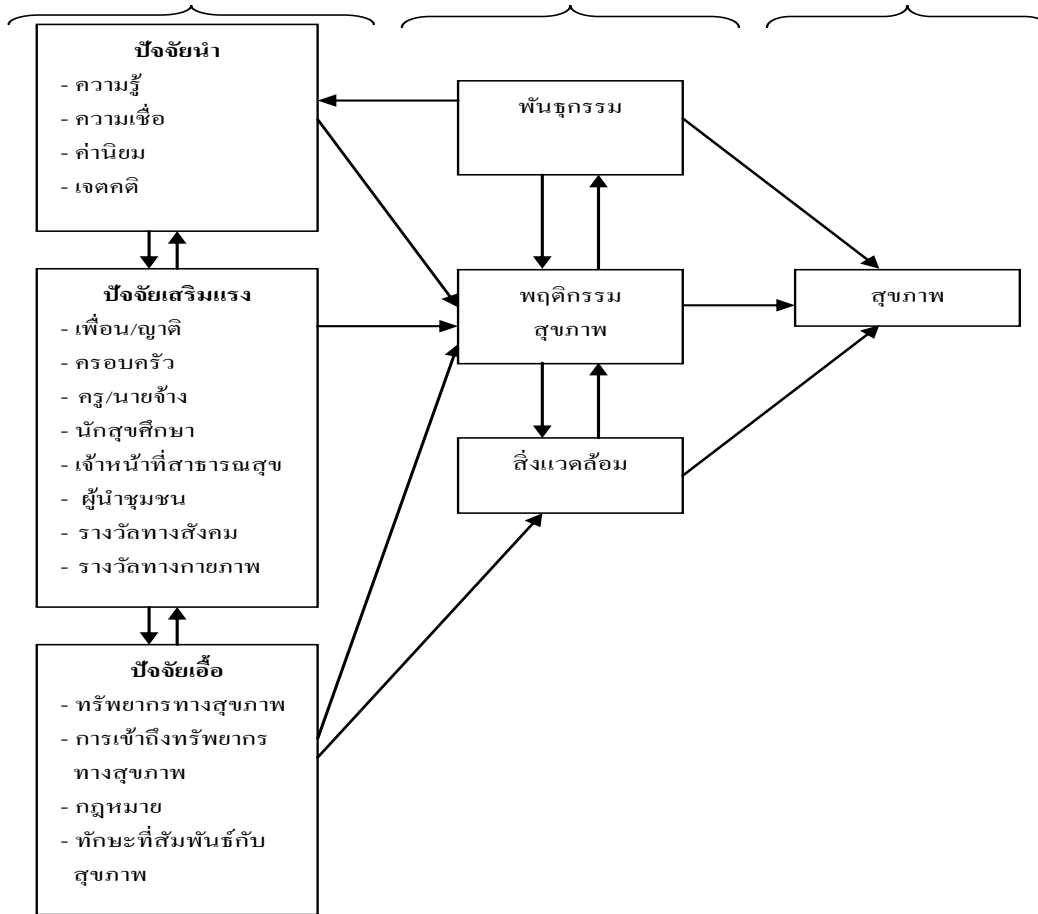 ปัจจัยนำ
- ความรู้
- ความเชื่อ
- ค่านิยม
- เจตคติ
ปัจจัยเสริมแรง
- เพื่อน/ญาติ
- ครอบครัว
- ครู/นายจ้าง
- นักสุขศึกษา
- เจ้าหน้าที่สาธารณสุข
- ผู้นำชุมชน
- รางวัลทางสังคม
- รางวัลทางกายภาพ
ปัจจัยเอื้อ
- ทรัพยากรทางสุขภาพ
- การเข้าถึงทรัพยากร
ทางสุขภาพ
- กฎหมาย
- ทักษะที่สัมพันธ์กับ
สุขภาพ
พันธุกรรม
พฤติกรรม
สุขภาพ
สิ่งแวดล้อม
สุขภาพ